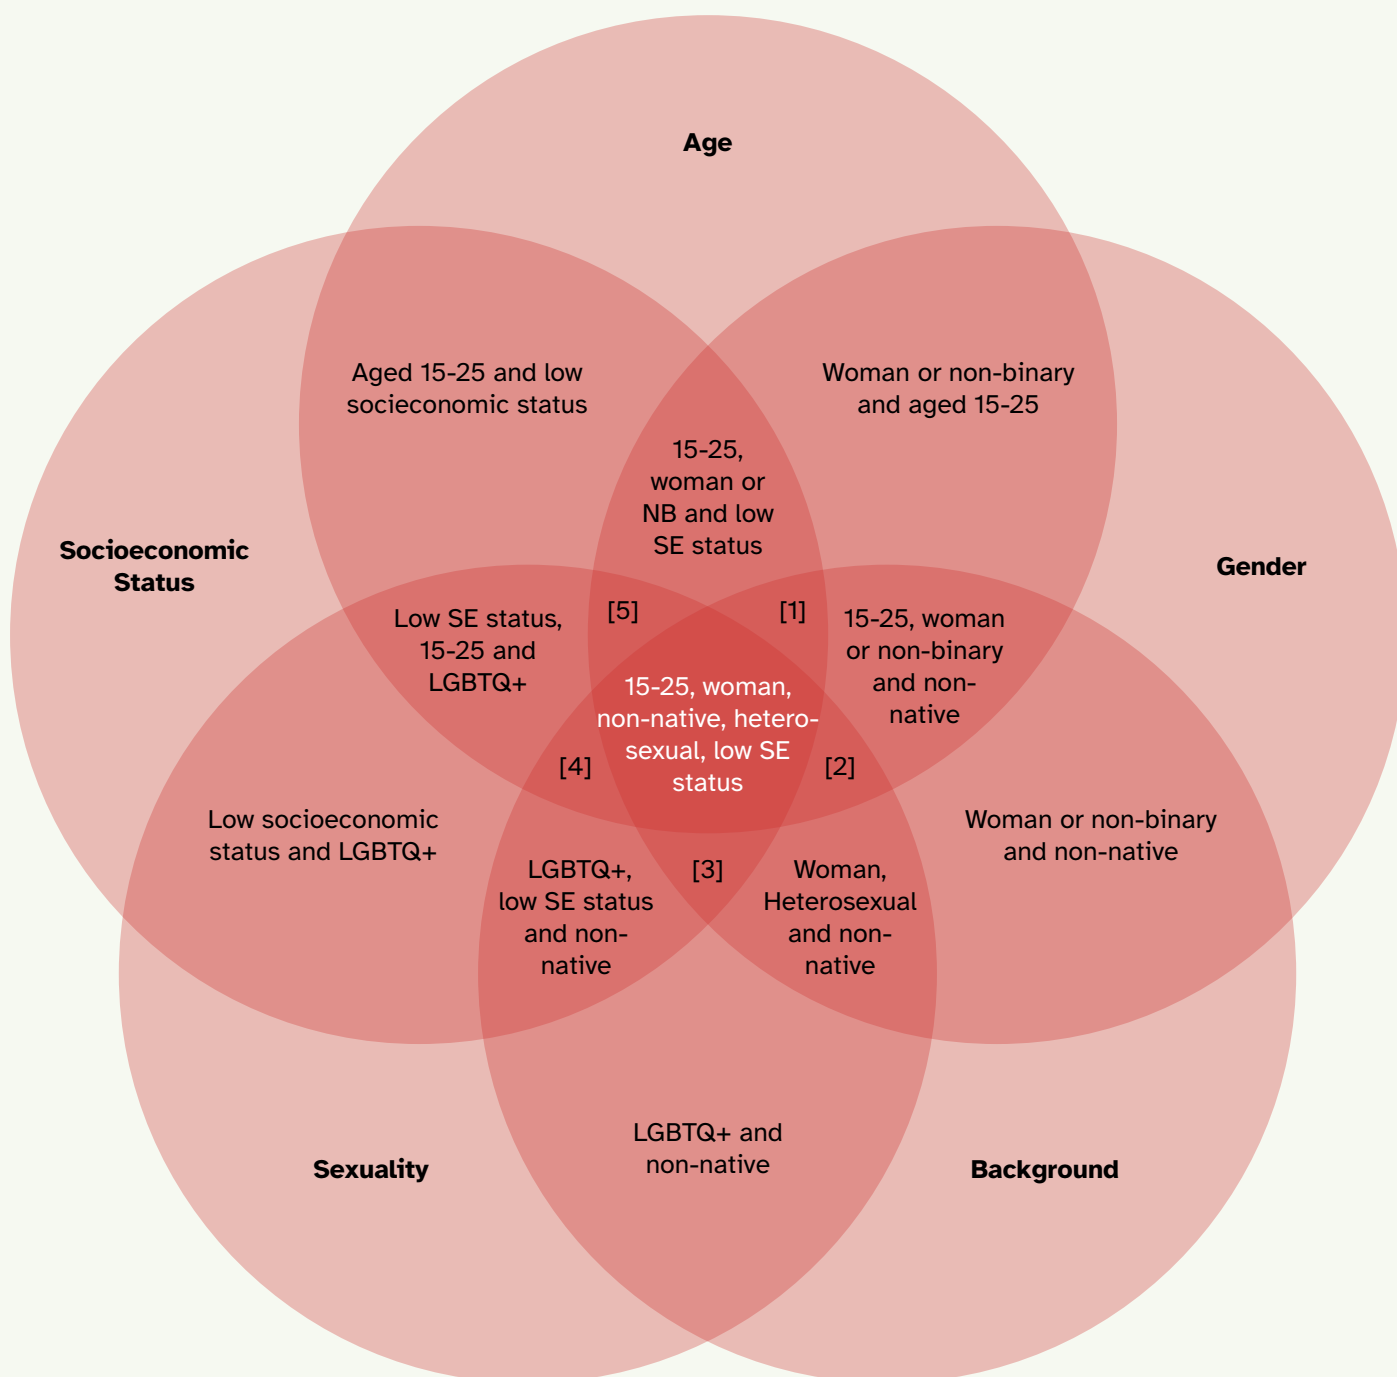 Age
Aged 15-25 and low
socieconomic status
Woman or non-binary
and aged 15-25
15-25,
woman or
NB and low
SE status
Socioeconomic
Status
Gender
Low SE status,
15-25 and
LGBTQ+
[5]
[1]
15-25, woman
or non-binary
and non-
native
15-25, woman,
non-native, hetero-
sexual, low SE
status
[4]
[2]
Low socioeconomic
status and LGBTQ+
Woman or non-binary
and non-native
LGBTQ+,
low SE status
and non-
native
[3]
Woman,
Heterosexual
and non-
native
LGBTQ+ and
non-native
Sexuality
Background